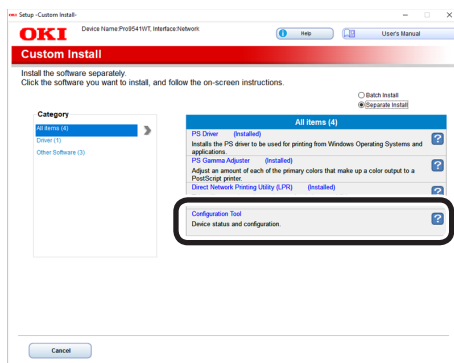 OKI Setup -Custom Install-
OKI
Device Name:Pro9541WT, Interface:Network
Help
User's Manual
Custom Install
Install the software separately.
Click the software you want to install, and follow the on-screen instructions.
Batch Install
Separate Install
Category
All items (4)
Driver (1)
Other Software (3)
All items (4)
PS Driver (Installed)
Installs the PS driver to be used for printing from Windows Operating Systems and
applications.
PS Gamma Adjuster (Installed)
Adjust an amount of each of the primary colors that make up a color output to a
PostScript printer.
Direct Network Printing Utility (LPR) (Installed)
Configuration Tool
Device status and configuration.
Cancel